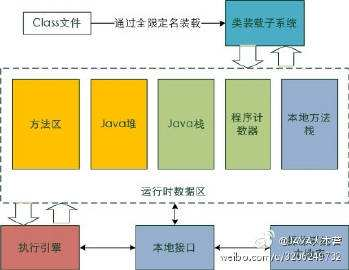 Class文件
通过全限定名装载
类装载子系统
方法区
Java堆
Java栈
程序计数器
本地方法栈
运行时数据区
执行引擎
本地接口
@JAVA大本营
weibo.com/u/3206249732